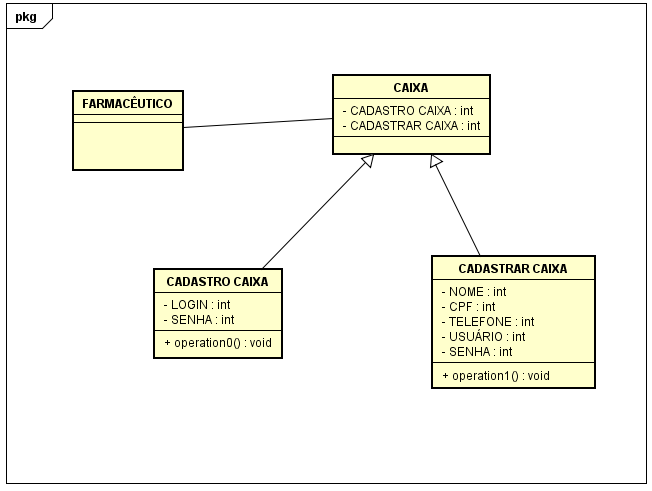 pkg
FARMACÊUTICO
CAIXA
- CADASTRO CAIXA : int
- CADASTRAR CAIXA : int
CADASTRO CAIXA
- LOGIN : int
- SENHA : int
+ operation0() : void
CADASTRAR CAIXA
- NOME : int
- CPF : int
- TELEFONE : int
- USUÁRIO : int
- SENHA : int
+ operation1() : void